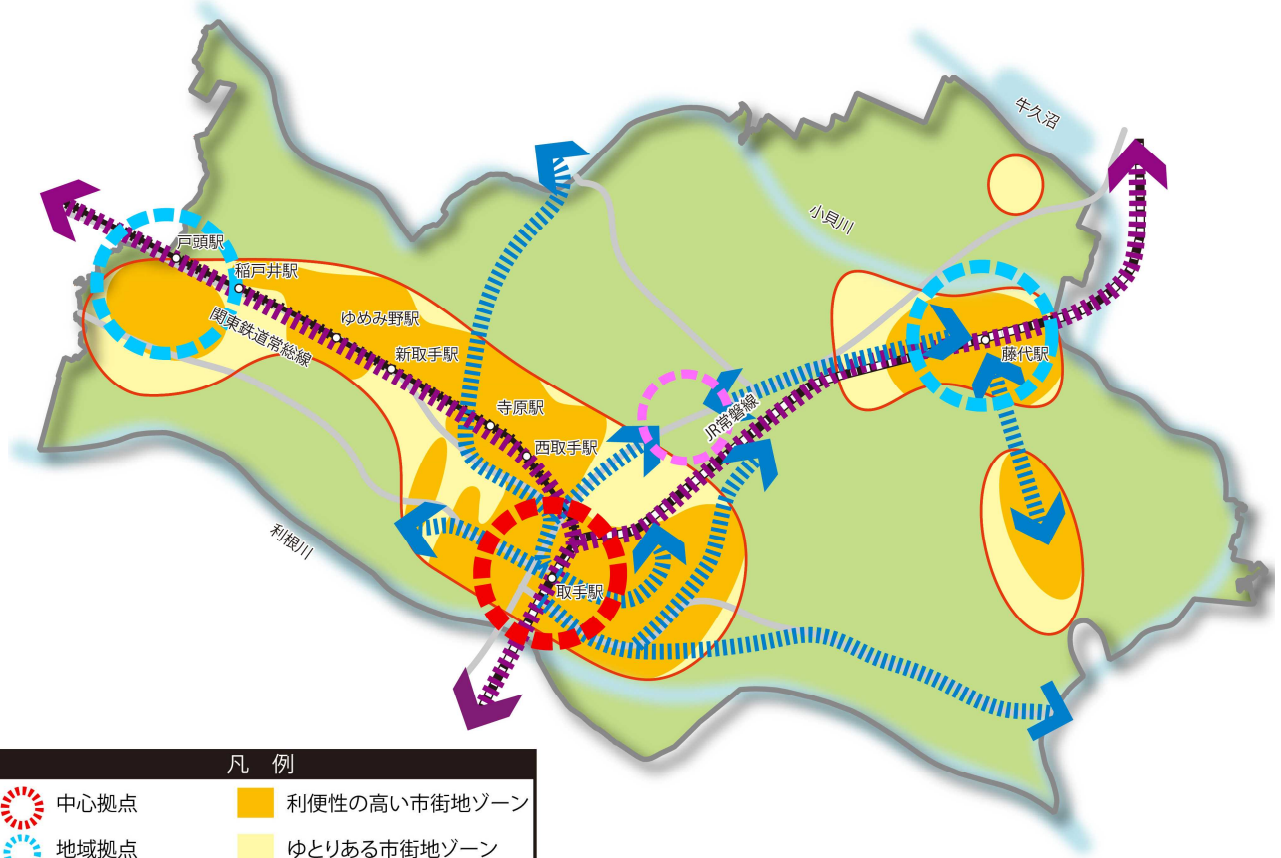 牛久沼
小貝川
戸頭駅
稲戸井駅
関東鉄道常総線
ゆめみ野駅
新取手駅
寺原駅
西取手駅
JR常磐線
藤代駅
利根川
取手駅
凡 例
中心拠点
利便性の高い市街地ゾーン
地域拠点
ゆとりある市街地ゾーン